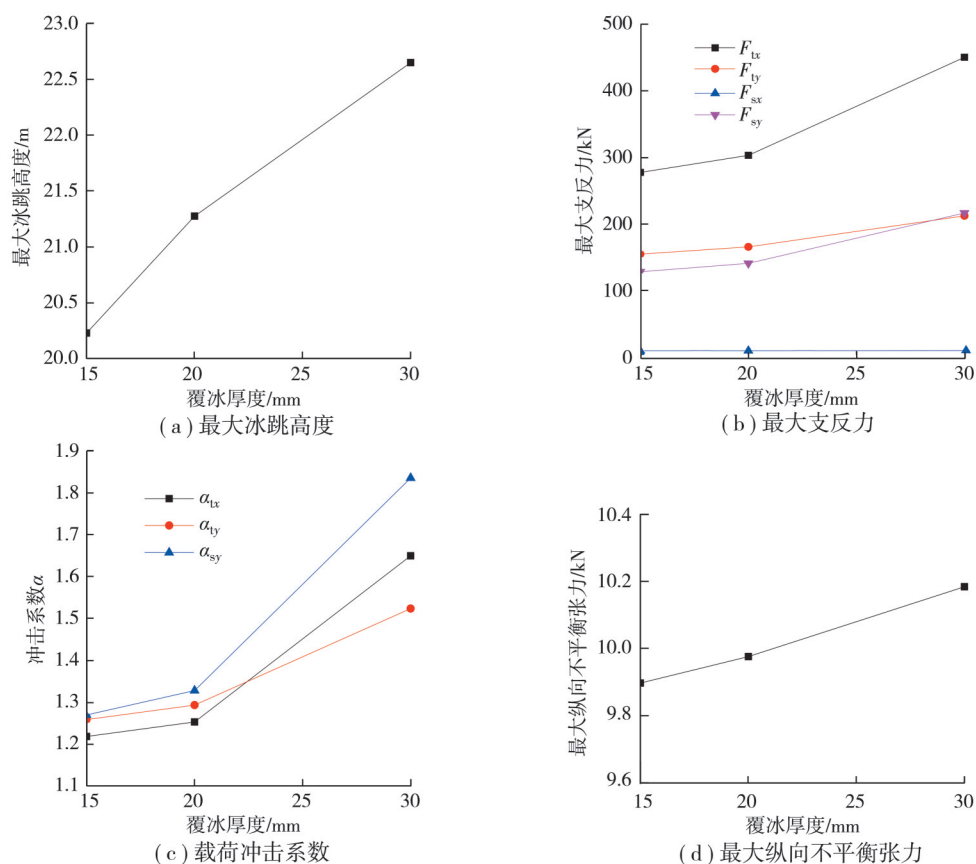 23.0
22.5
22.0
21.5
21.0
20.5
20.0
最大冰跳高度/m
15
20
25
30
覆冰厚度/mm
(a)最大冰跳高度
500
400
300
200
100
0
最大支反力/kN
Ftx
Fty
Fsx
Fsy
15
20
25
30
覆冰厚度/mm
(b)最大支反力
1.9
1.8
1.7
1.6
1.5
1.4
1.3
1.2
1.1
冲击系数α
αtx
αty
αsy
15
20
25
30
覆冰厚度/mm
(c)载荷冲击系数
10.4
10.2
10.0
9.8
9.6
最大纵向不平衡张力/kN
15
20
25
30
覆冰厚度/mm
(d)最大纵向不平衡张力